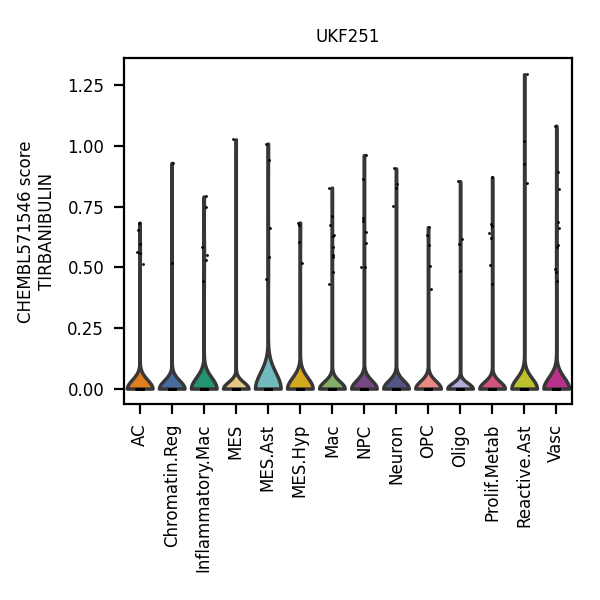 UKF251
CHEMBL571546 score
TIRBANIBULIN
1.25
1.00
0.75
0.50
0.25
0.00
AC
Chromatin.Reg
Inflammatory.Mac
MES
MES.Ast
MES.Hyp
Mac
NPC
Neuron
OPC
Oligo
Prolif.Metab
Reactive.Ast
Vasc